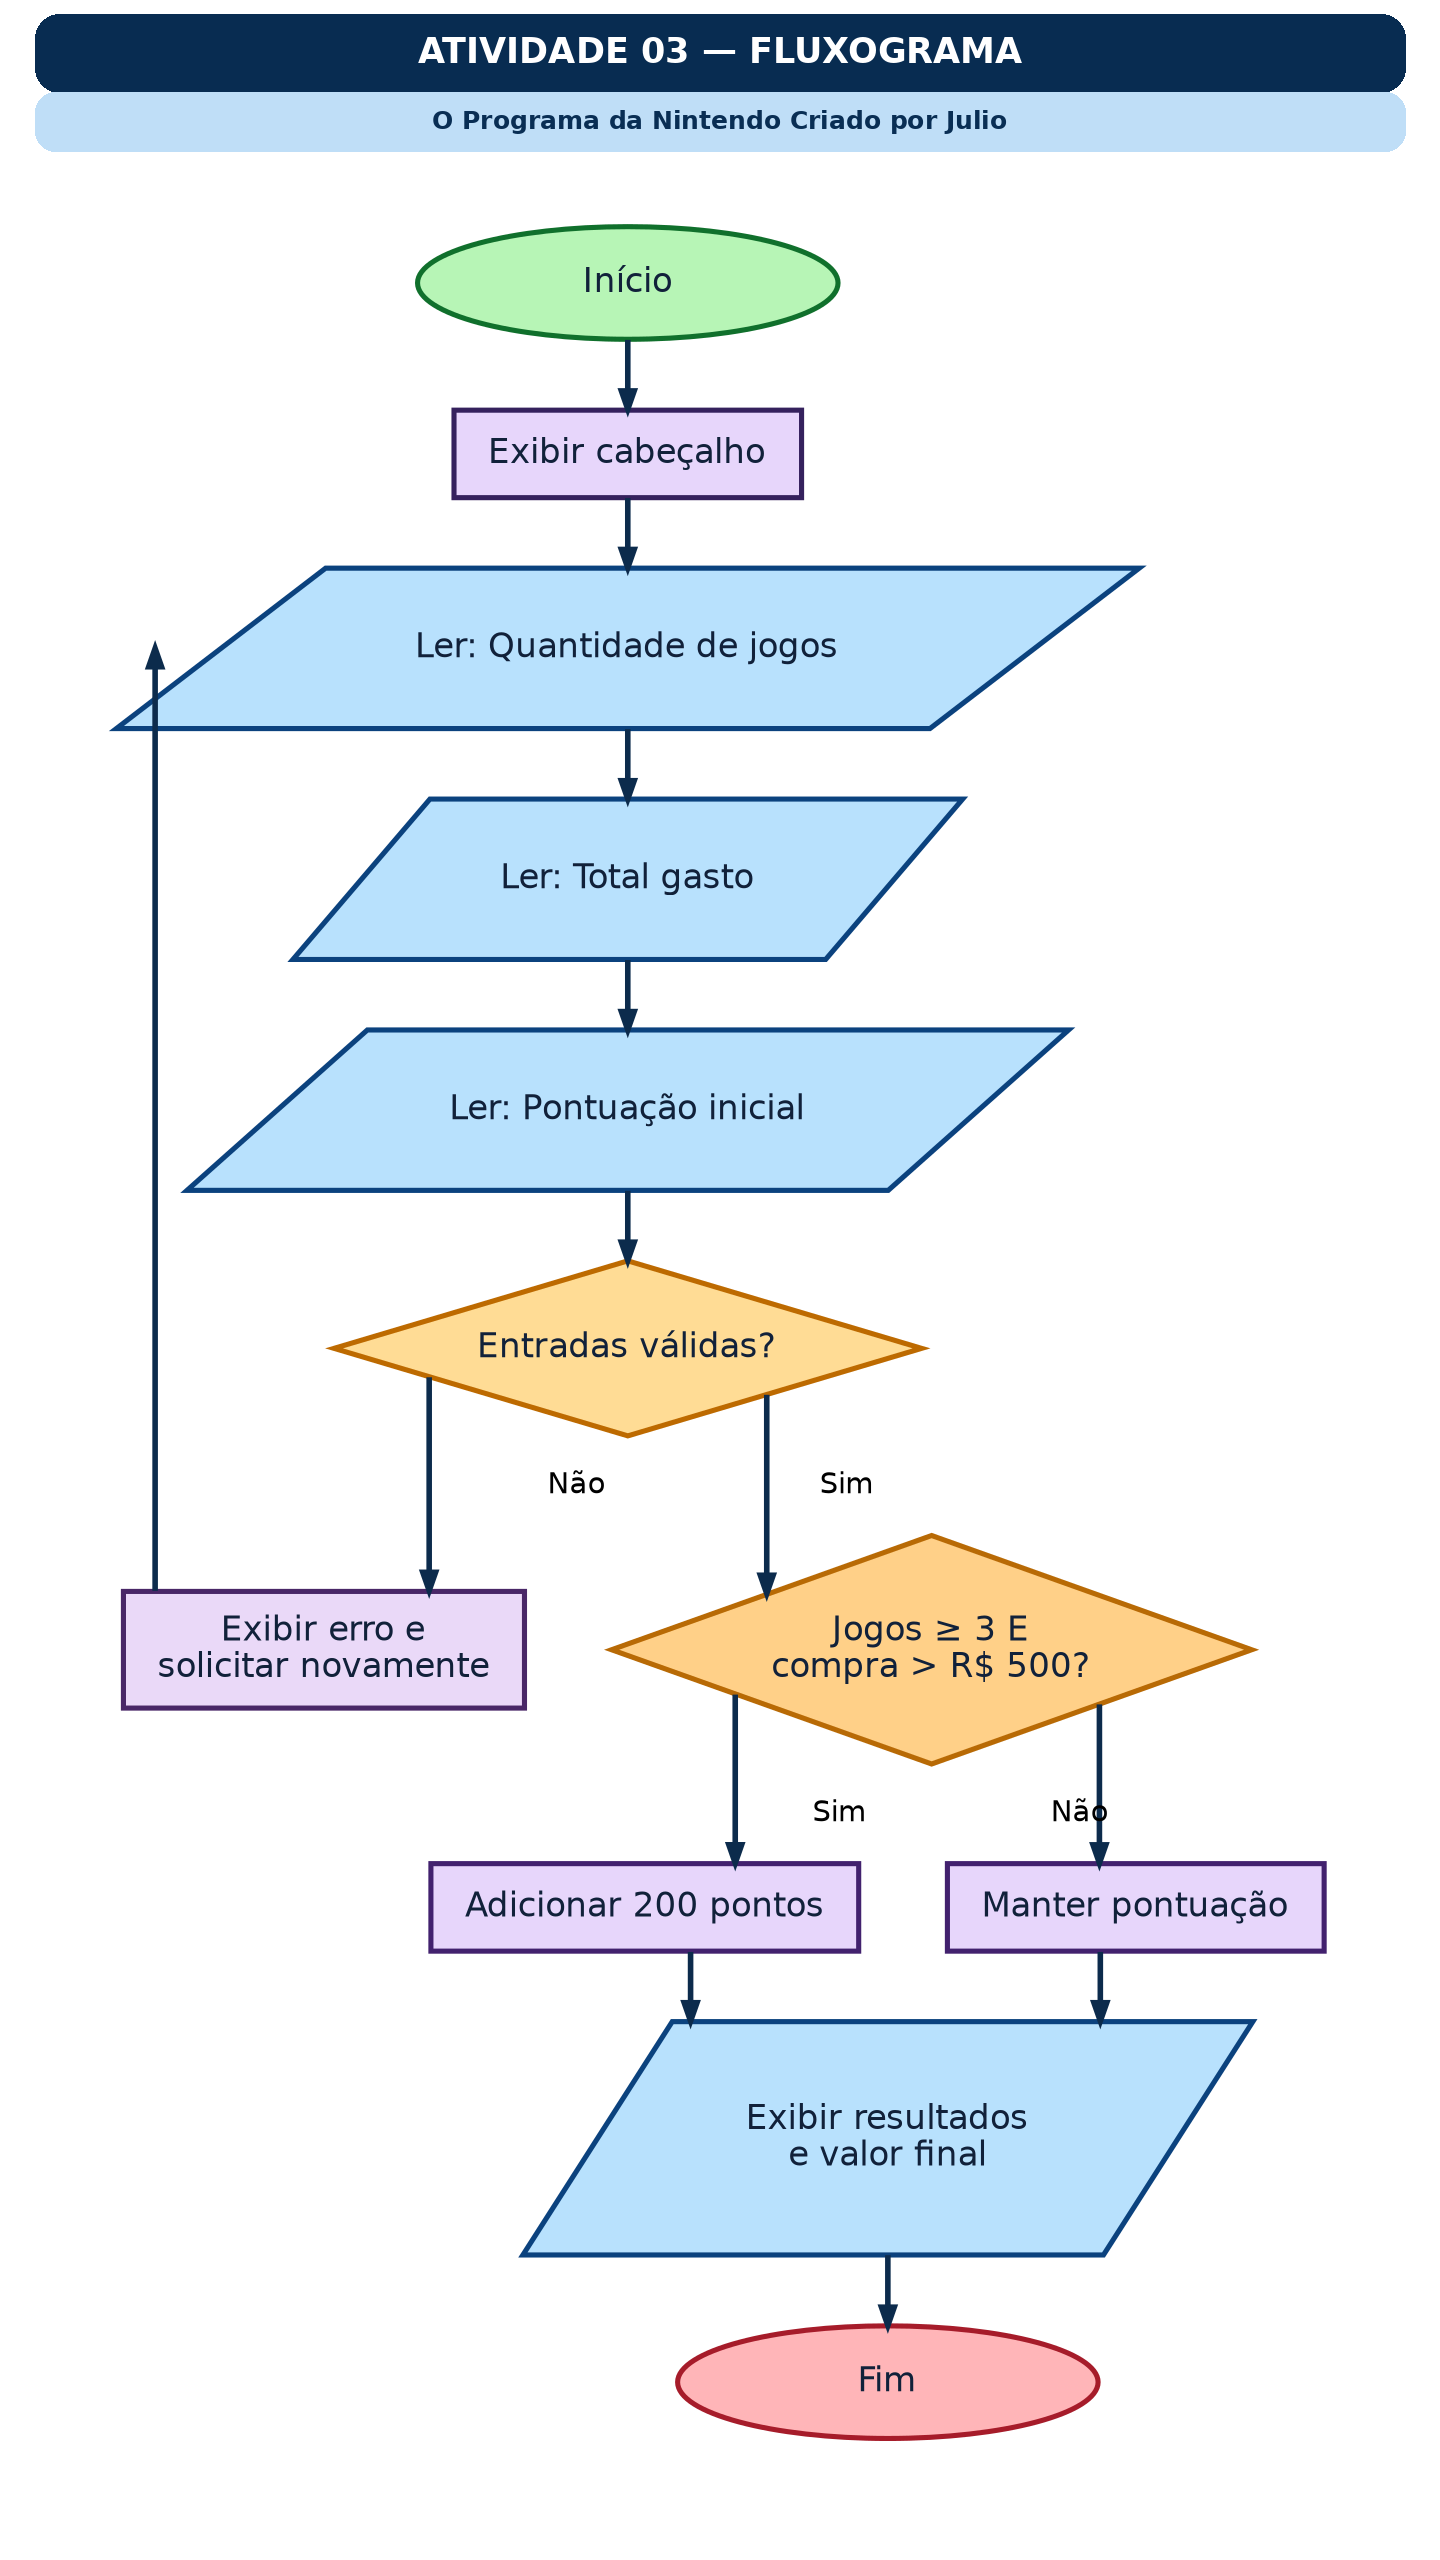 ATIVIDADE 03 — FLUXOGRAMA
O Programa da Nintendo Criado por Julio
Início
Exibir cabeçalho
Ler: Quantidade de jogos
Ler: Total gasto
Ler: Pontuação inicial
Entradas válidas?
Não
Sim
Exibir erro e
solicitar novamente
Jogos ≥ 3 E
compra > R$ 500?
Sim
Não
Adicionar 200 pontos
Manter pontuação
Exibir resultados
e valor final
Fim